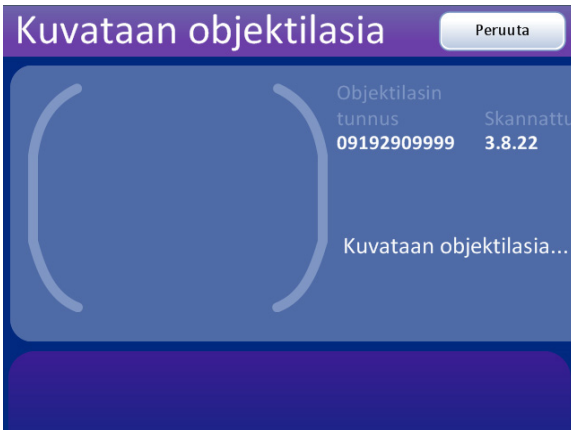 Kuvataan objektilasia
Peruuta
Objektilasin
tunnus
Skannattu
09192909999
3.8.22
Kuvataan objektilasia...